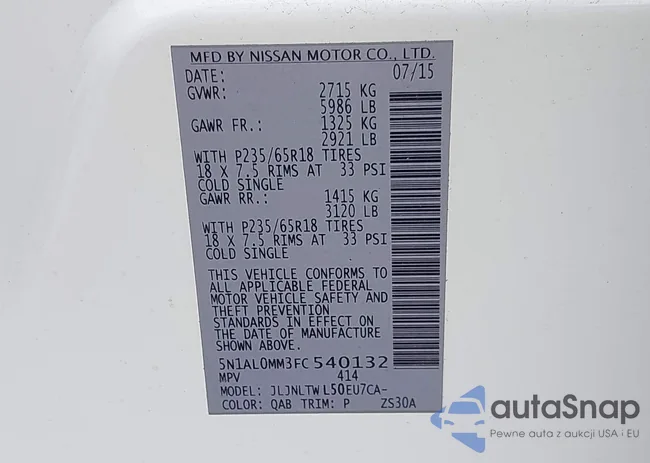 MFD BY NISSAN MOTOR CO., LTD.
DATE: 07/15
GVWR: 2715 KG
5986 LB
GAWR FR.: 1325 KG
2921 LB
WITH P235/65R18 TIRES
18 X 7.5 RIMS AT 33 PSI
COLD SINGLE
GAWR RR.: 1415 KG
3120 LB
WITH P235/65R18 TIRES
18 X 7.5 RIMS AT 33 PSI
COLD SINGLE
THIS VEHICLE CONFORMS TO
ALL APPLICABLE FEDERAL
MOTOR VEHICLE SAFETY AND
THEFT PREVENTION
STANDARDS IN EFFECT ON
THE DATE OF MANUFACTURE
SHOWN ABOVE.
5N1AL0MM3FC540132
MPV 414
MODEL: JLJNLTWL50EU7CA-
COLOR: QAB TRIM: P ZS30A
autoSnap
Pewne auta z aukcji USA i EU